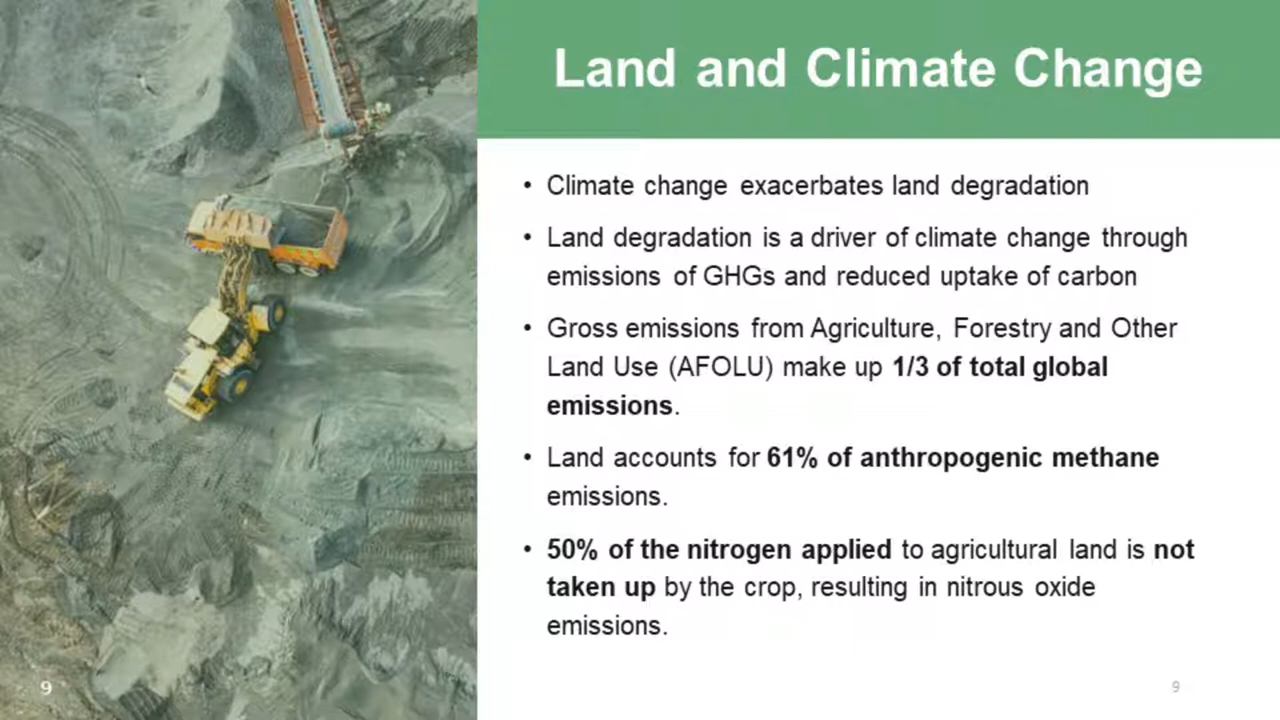 Land and Climate Change
• Climate change exacerbates land degradation
• Land degradation is a driver of climate change through
emissions of GHGs and reduced uptake of carbon
• Gross emissions from Agriculture, Forestry and Other
Land Use (AFOLU) make up 1/3 of total global
emissions.
• Land accounts for 61% of anthropogenic methane
emissions.
• 50% of the nitrogen applied to agricultural land is not
taken up by the crop, resulting in nitrous oxide
emissions.
9
9